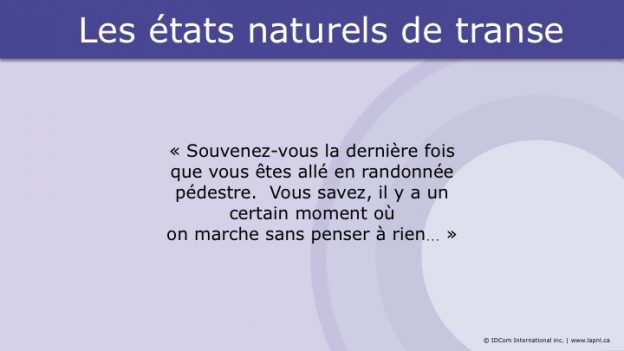 Les états naturels de transe
« Souvenez-vous la dernière fois
que vous êtes allé en randonnée
pédestre.  Vous savez, il y a un
certain moment où
on marche sans penser à rien… »
© IDCom International inc. | www.lapnl.ca